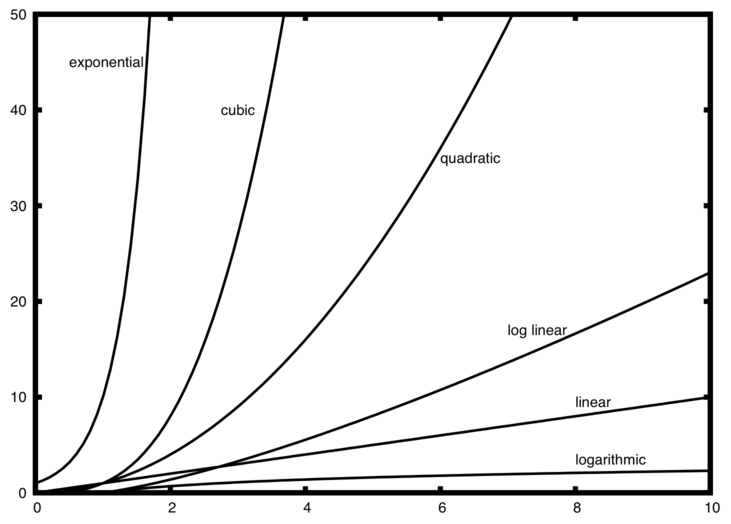 50
exponential
cubic
40
quadratic
30
20
log linear
10
linear
logarithmic
0
0 2 4 6 8 10